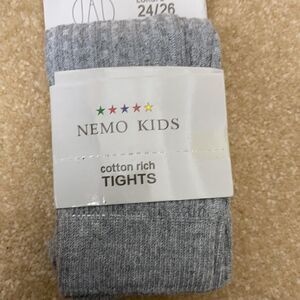 24/26
NEMO KIDS
cotton rich
TIGHTS